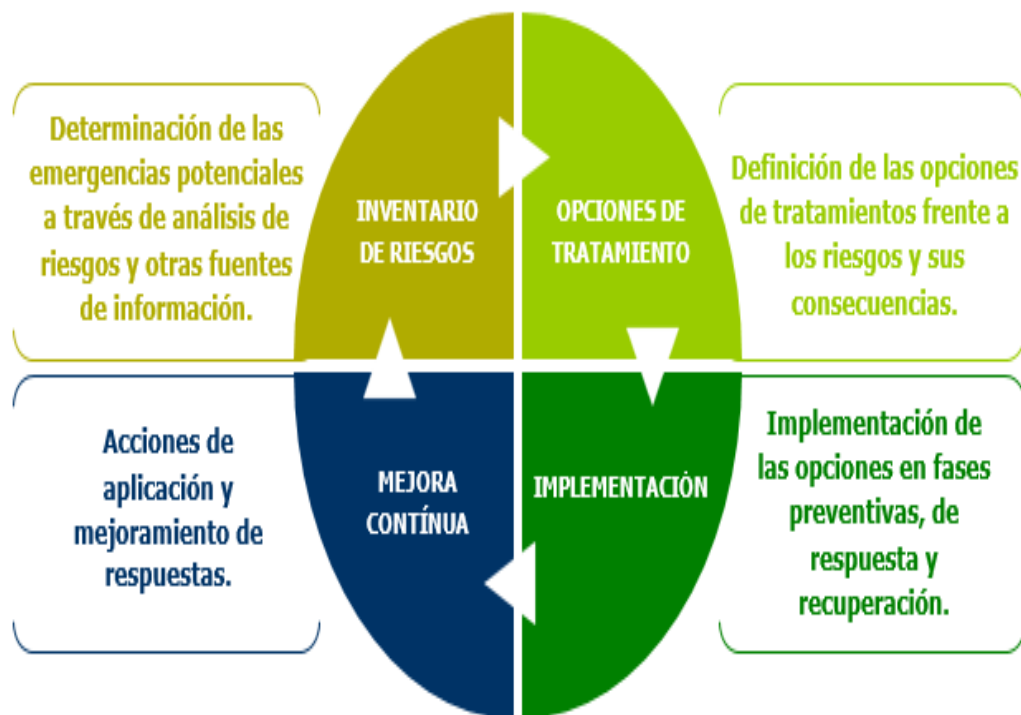 Determinación de las
emergencias potenciales
a través de análisis de
riesgos y otras fuentes
de información.
INVENTARIO
DE RIESGOS
OPCIONES DE
TRATAMIENTO
Definición de las opciones
de tratamientos frente a
los riesgos y sus
consecuencias.
Acciones de
aplicación y
mejoramiento de
respuestas.
MEJORA
CONTÍNUA
IMPLEMENTACIÒN
Implementación de
las opciones en fases
preventivas, de
respuesta y
recuperación.